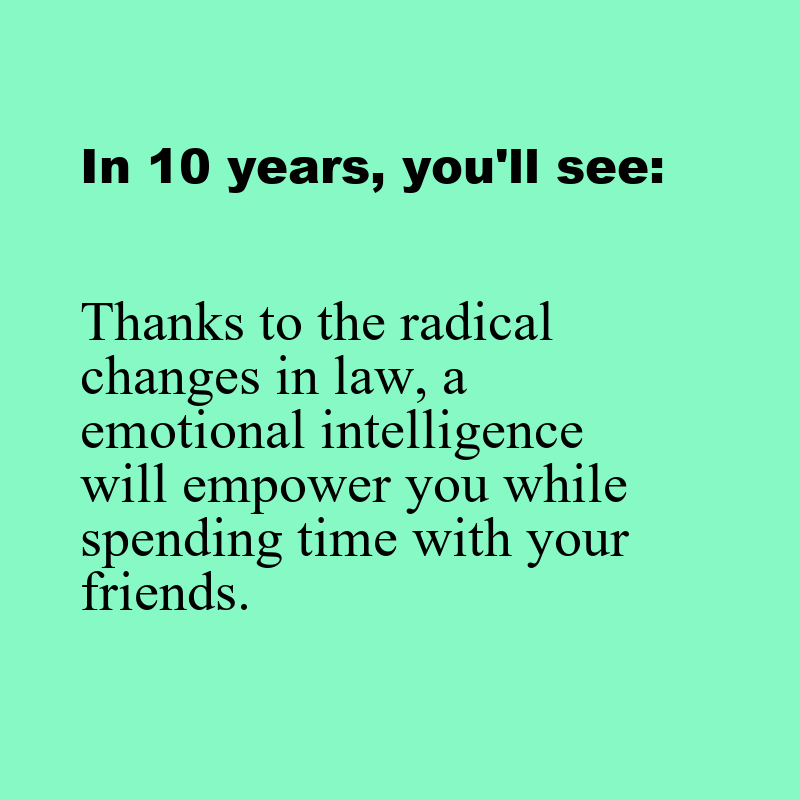 In 10 years, you'll see:
Thanks to the radical
changes in law, a
emotional intelligence
will empower you while
spending time with your
friends.